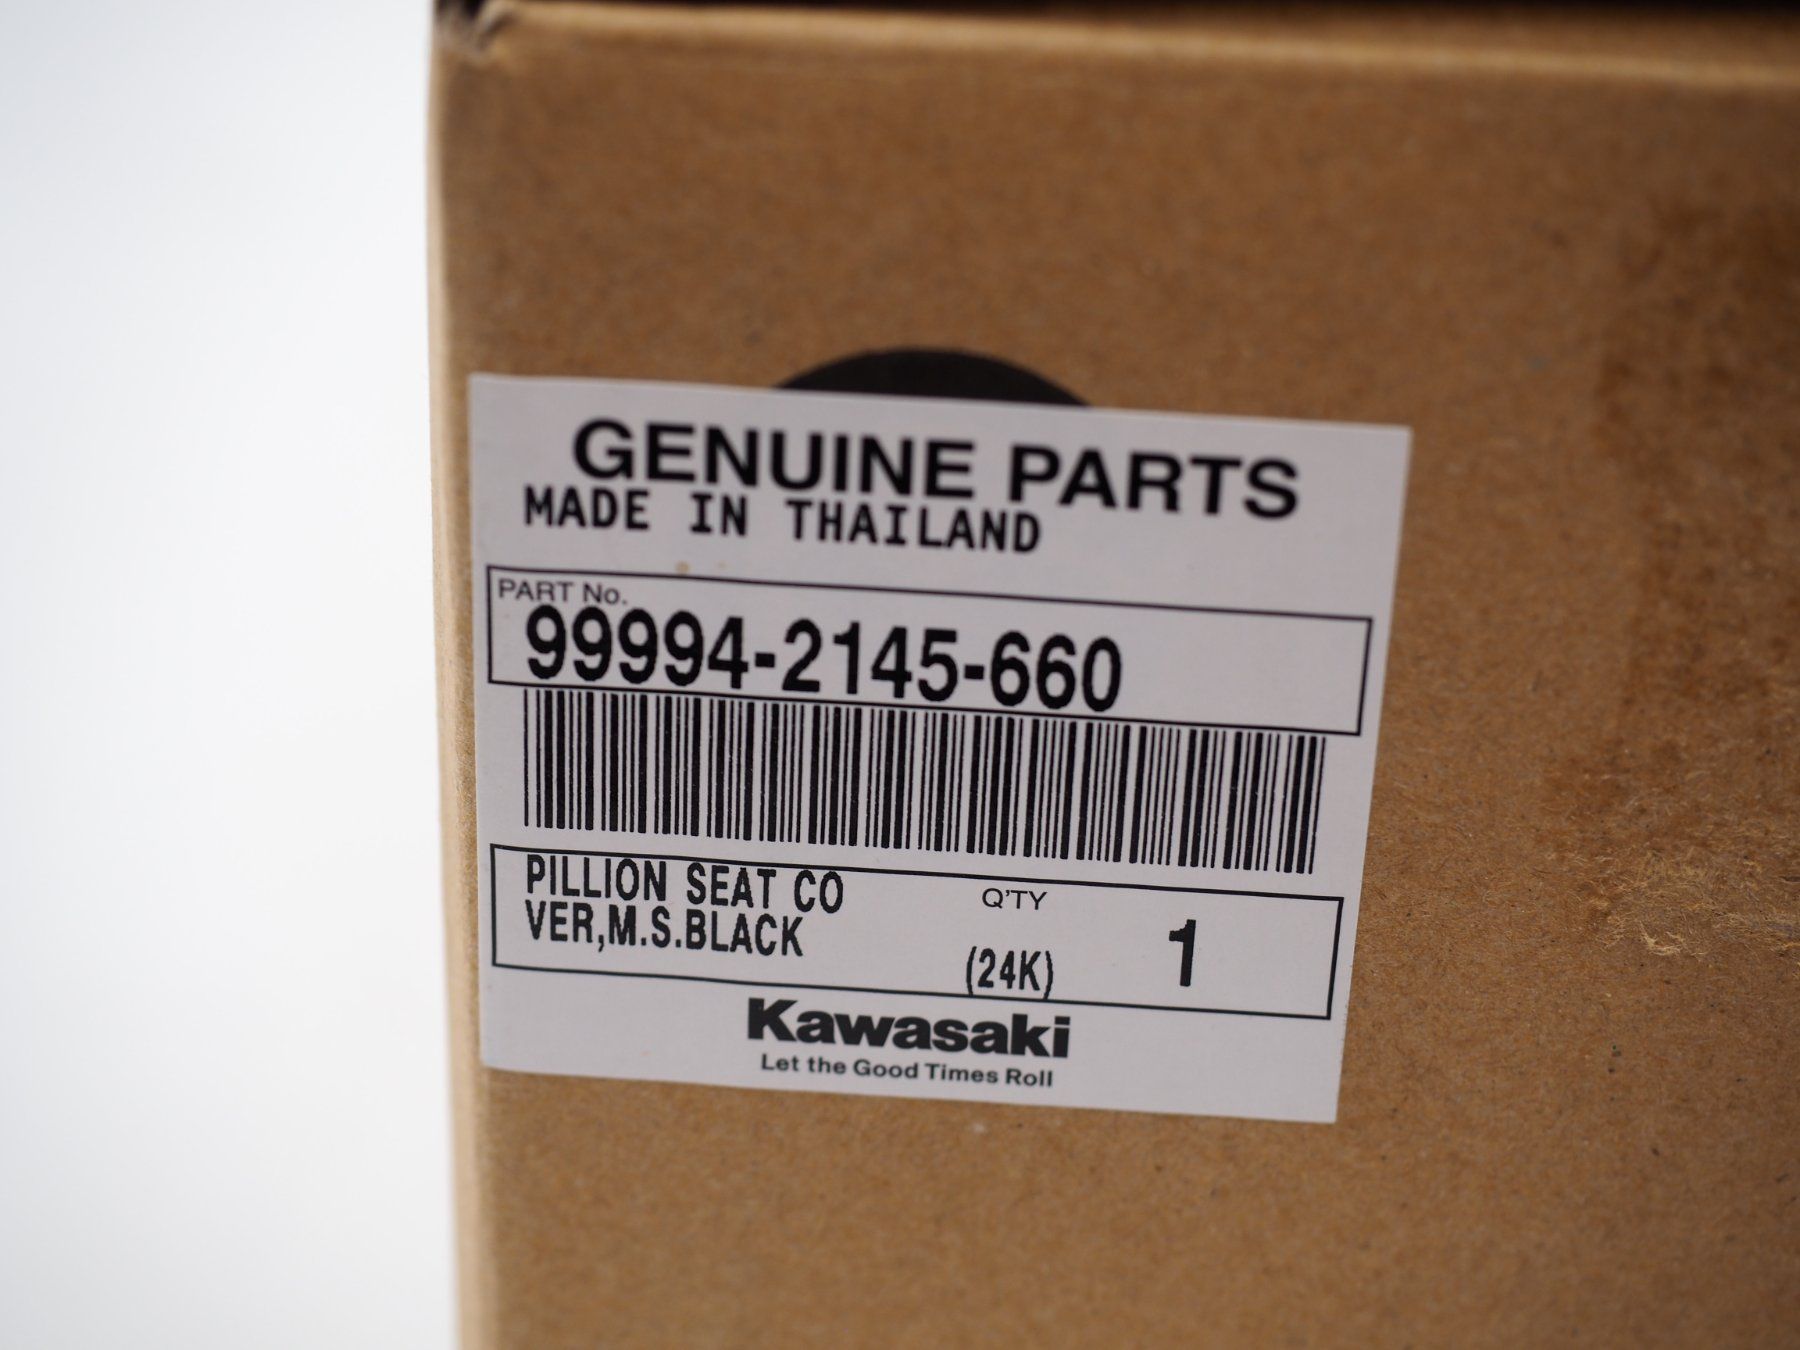 GENUINE PARTS
MADE IN THAILAND
PART No.
99994-2145-660
PILLION SEAT CO
VER,M.S.BLACK
Q'TY
(24K)
1
Kawasaki
Let the Good Times Roll